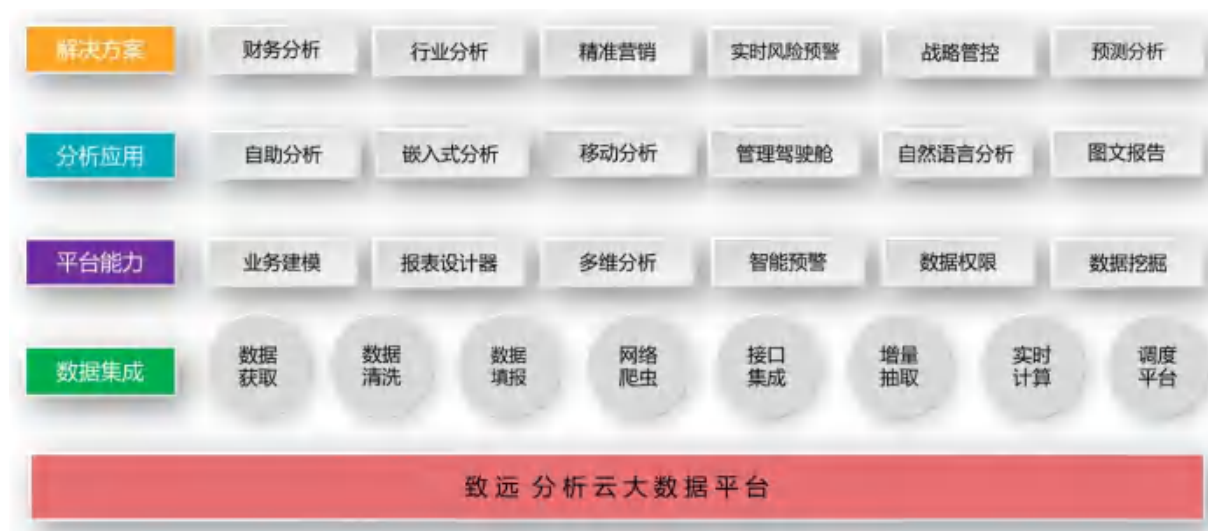 解决方案 财务分析 行业分析 精准营销 实时风险预警 战略管控 预测分析
分析应用 自助分析 嵌入式分析 移动分析 管理驾驶舱 自然语言分析 图文报告
平台能力 业务建模 报表设计器 多维分析 智能预警 数据权限 数据挖掘
数据集成
数据
获取
数据
清洗
数据
填报
网络
爬虫
接口
集成
增量
抽取
实时
计算
调度
平台
致远 分析云大数据平台